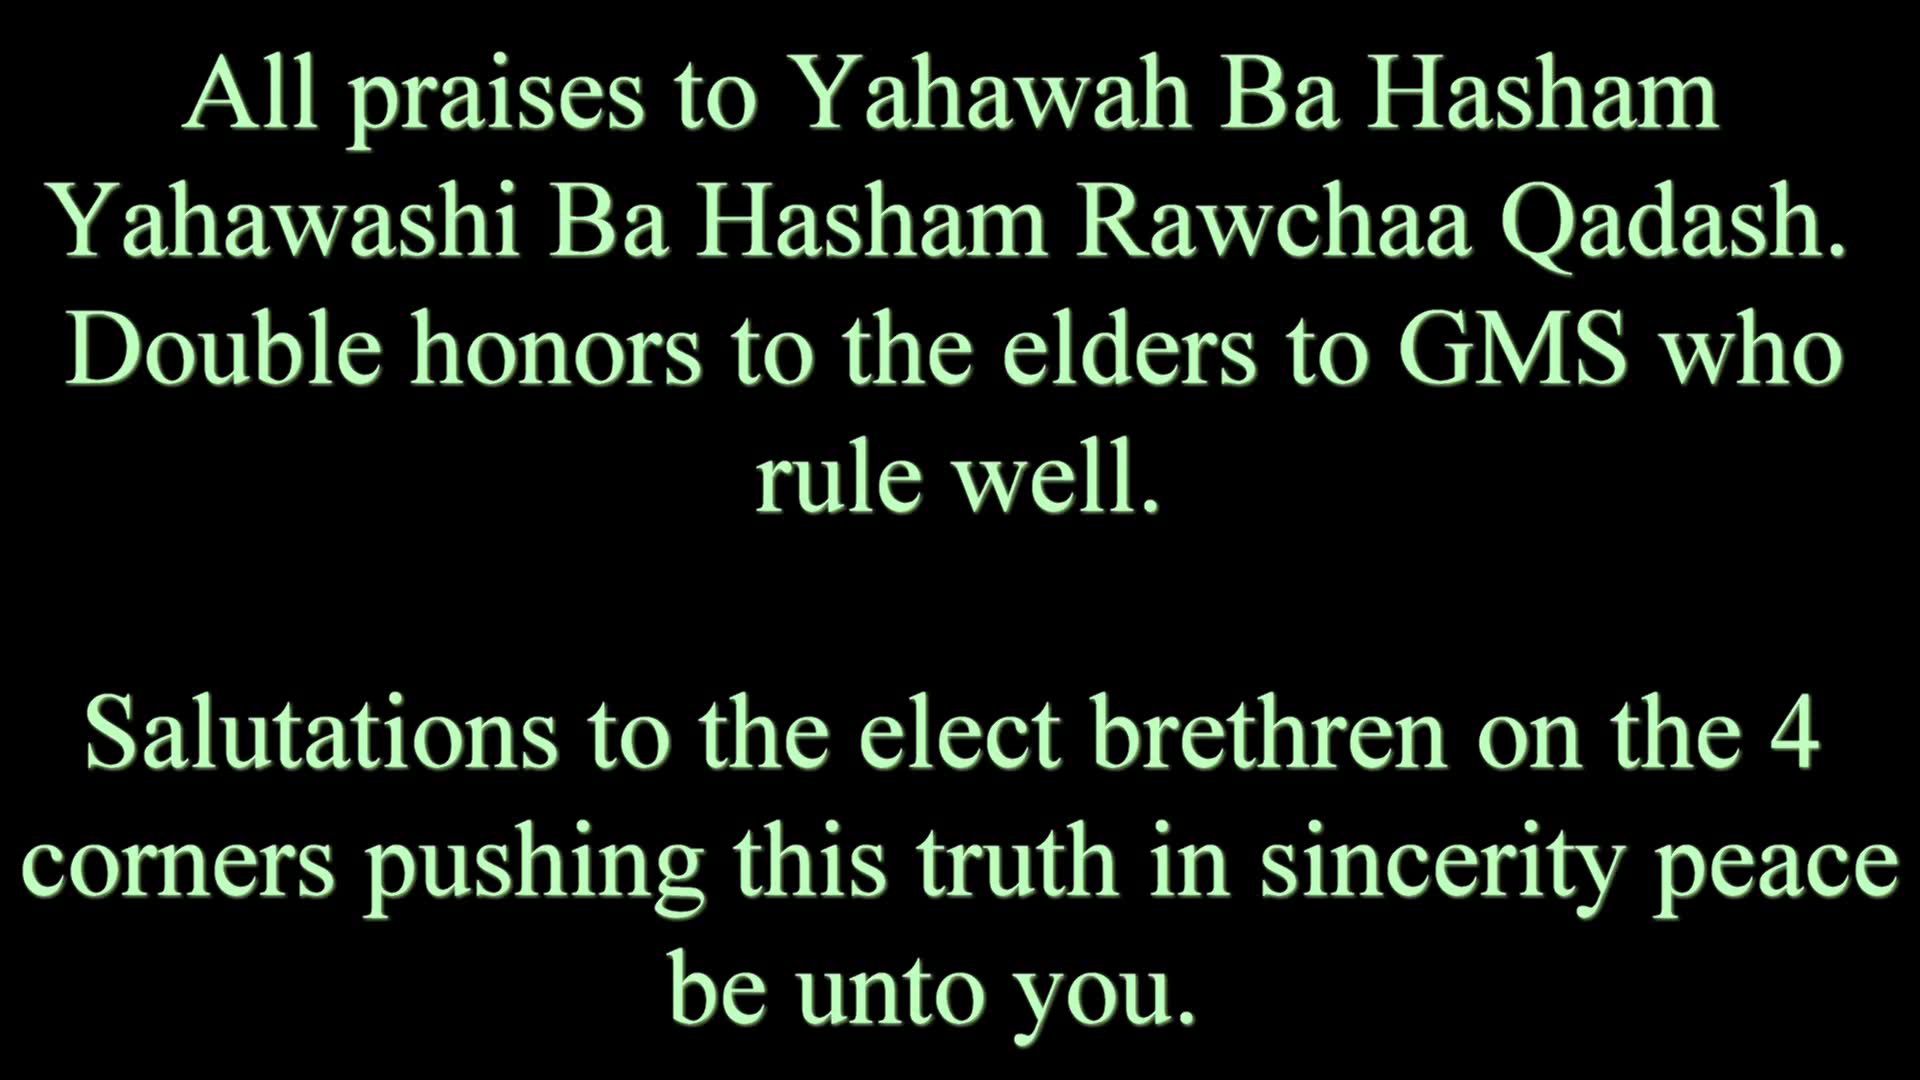 All praises to Yahawah Ba Hasham
Yahawashi Ba Hasham Rawchaa Qadash.
Double honors to the elders to GMS who
rule well.
Salutations to the elect brethren on the 4
corners pushing this truth in sincerity peace
be unto you.